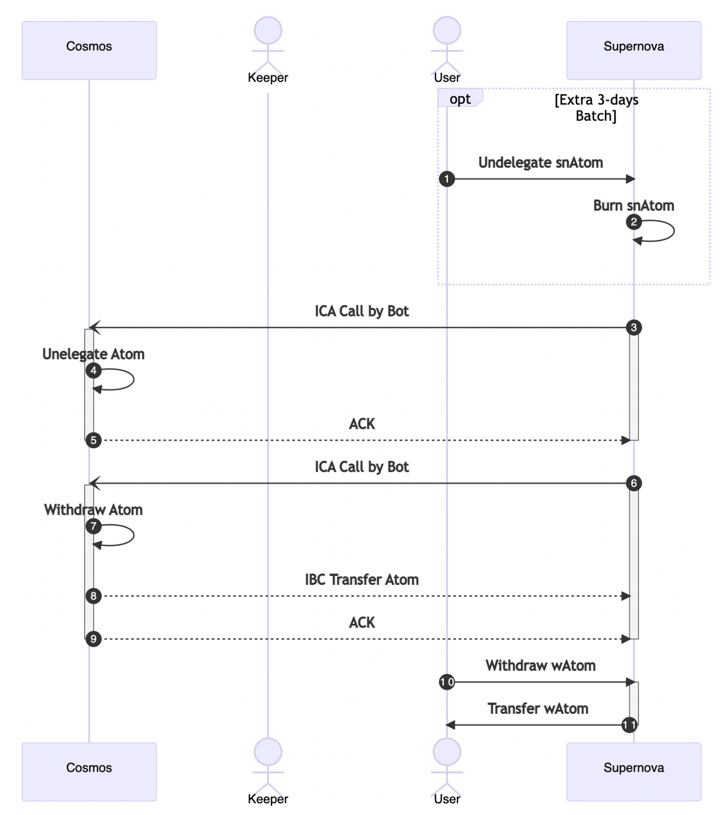 Cosmos
Keeper
User
Supernova
opt
[Extra 3-days
Batch]
Undelegate snAtom
1
Burn snAtom
2
ICA Call by Bot
3
Unelegate Atom
4
ACK
5
ICA Call by Bot
6
Withdraw Atom
7
IBC Transfer Atom
8
ACK
9
Withdraw wAtom
10
Transfer wAtom
11
Cosmos
Keeper
User
Supernova